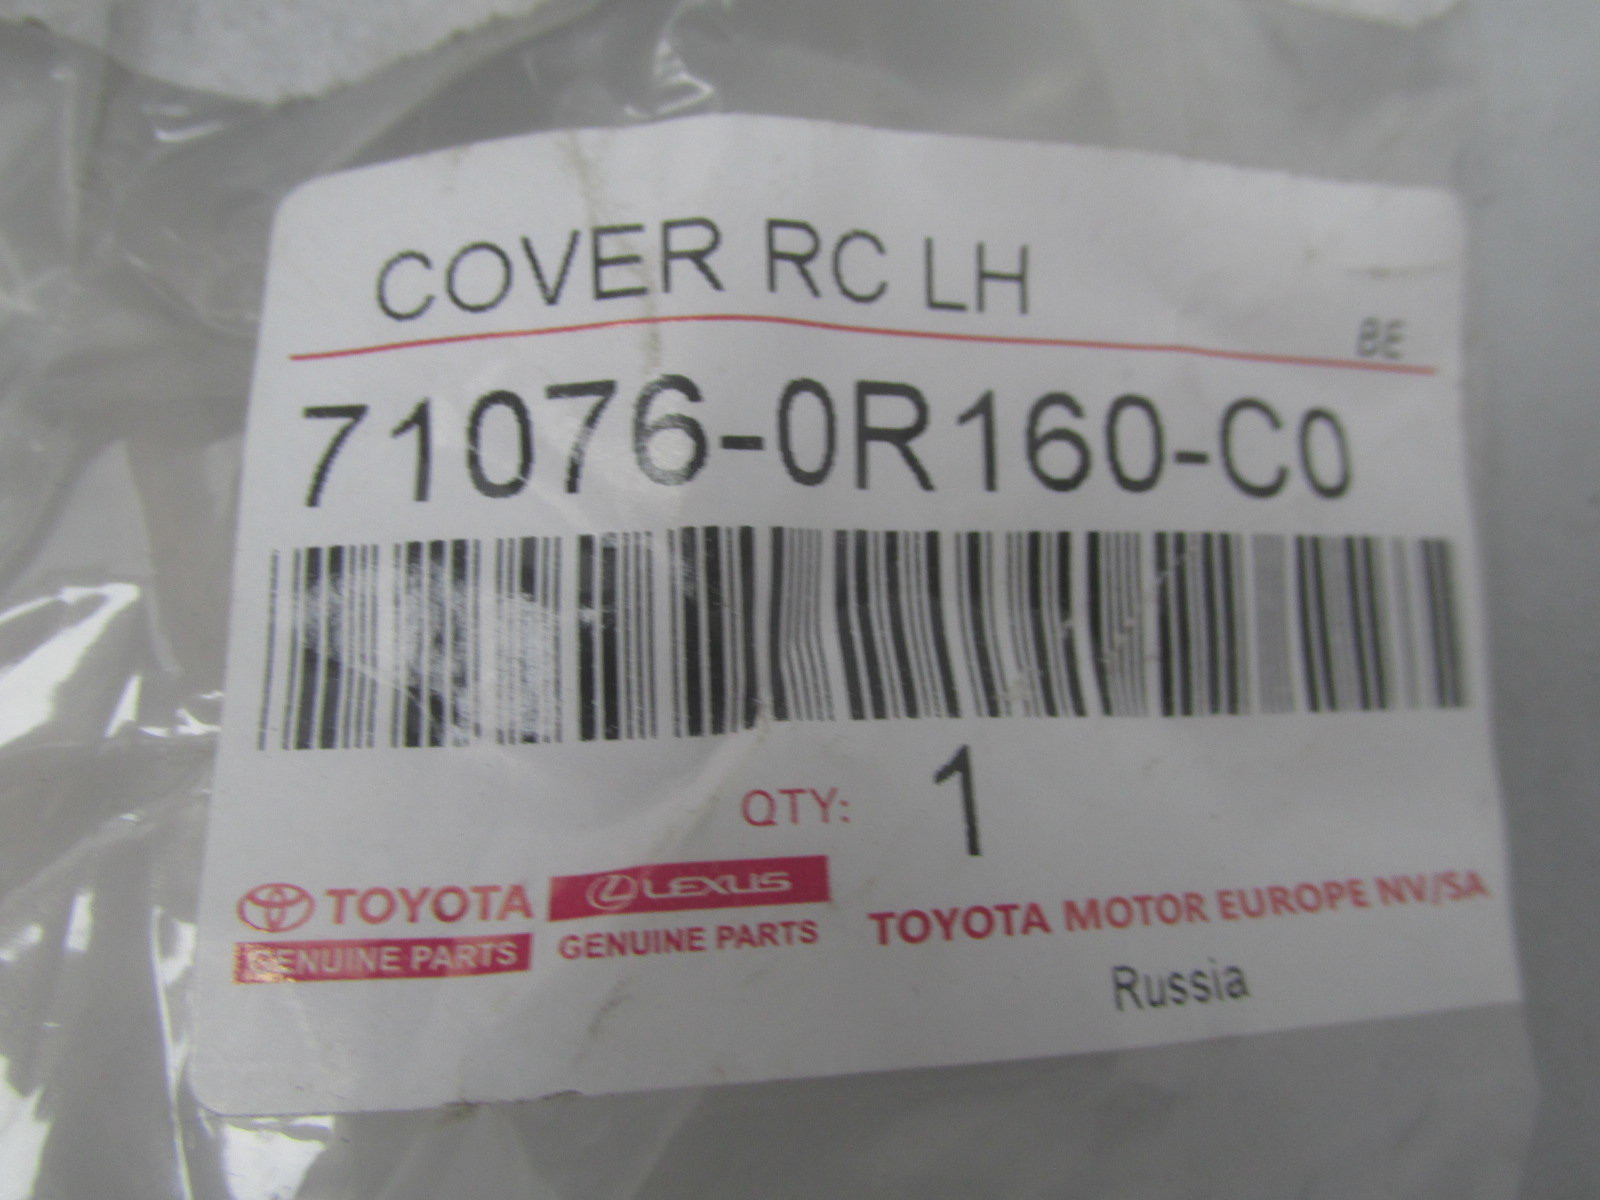 COVER RC LH
BE
71076-0R160-C0
QTY: 1
TOYOTA
GENUINE PARTS
LEXUS
GENUINE PARTS
TOYOTA MOTOR EUROPE NV/SA
Russia